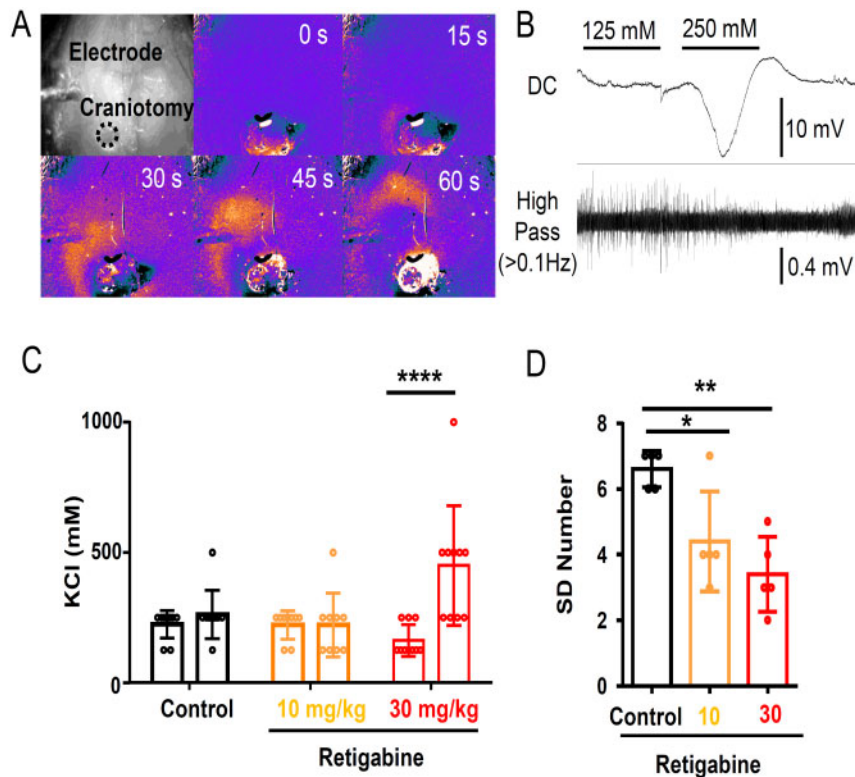 A
Electrode
Craniotomy
0 s
15 s
30 s
45 s
60 s
B
125 mM
250 mM
DC
10 mV
High
Pass
(>0.1Hz)
0.4 mV
C
****
1000
500
0
KCl (mM)
Control
10 mg/kg
30 mg/kg
Retigabine
D
**
*
8
6
4
2
0
SD Number
Control
10
30
Retigabine